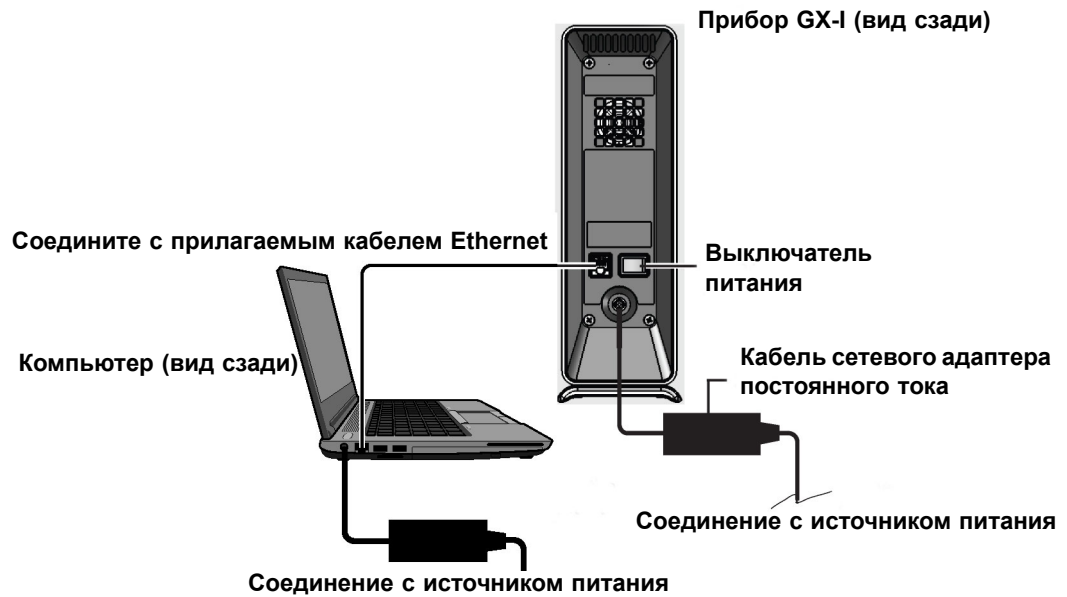 Прибор GX-I (вид сзади)
Соедините с прилагаемым кабелем Ethernet
Выключатель
питания
Компьютер (вид сзади)
Кабель сетевого адаптера
постоянного тока
Соединение с источником питания
Соединение с источником питания